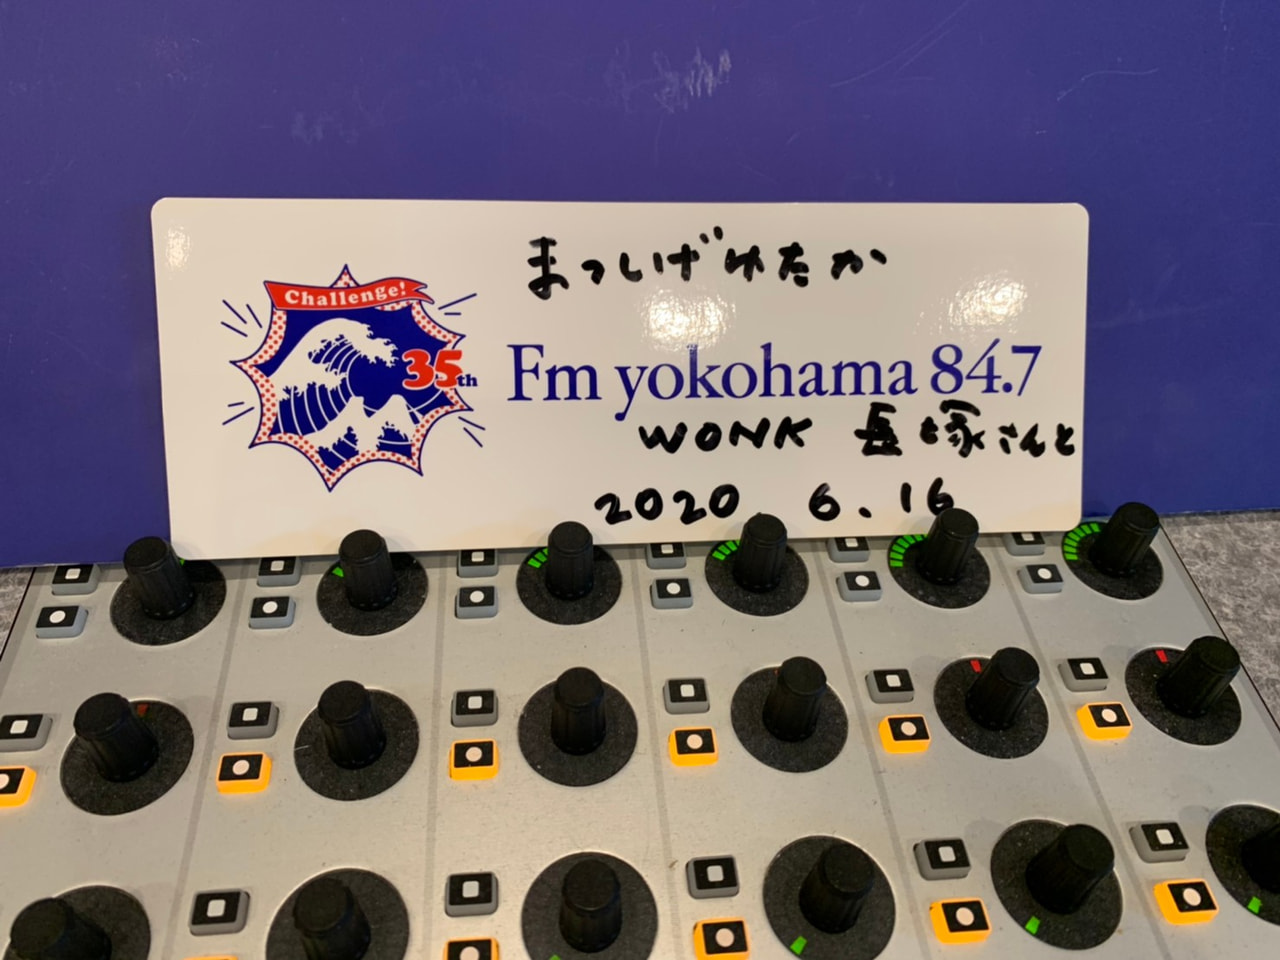 まつしげゆたか
Challenge!
35th
Fm yokohama 84.7
WONK 長塚さんと
2020 6.16